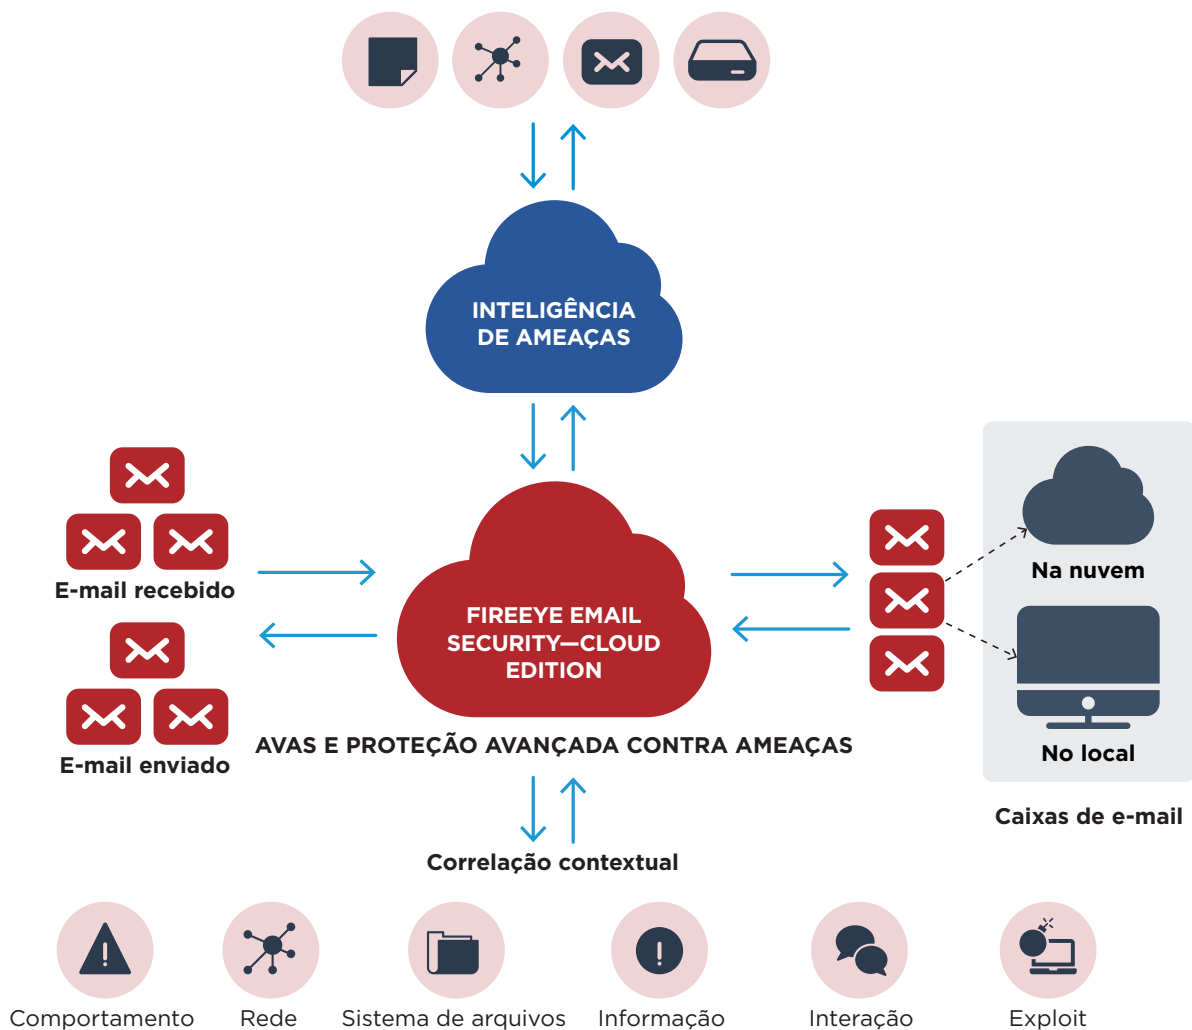 INTELIGÊNCIA
DE AMEAÇAS
E-mail recebido
E-mail enviado
FIREEYE EMAIL
SECURITY—CLOUD
EDITION
AVAS E PROTEÇÃO AVANÇADA CONTRA AMEAÇAS
Na nuvem
No local
Caixas de e-mail
Correlação contextual
Comportamento
Rede
Sistema de arquivos
Informação
Interação
Exploit